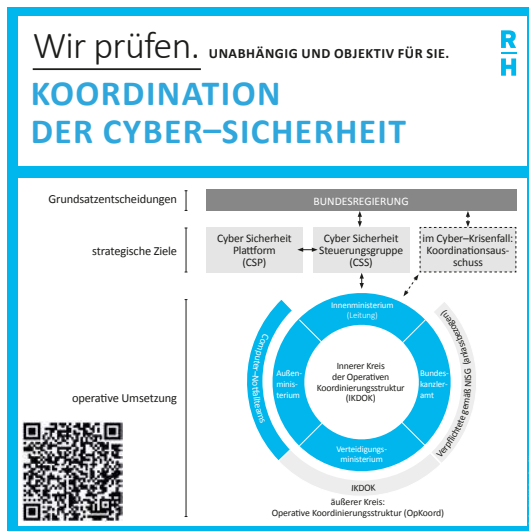 Wir prüfen. UNABHÄNGIG UND OBJEKTIV FÜR SIE.
R
H
KOORDINATION
DER CYBER–SICHERHEIT
Grundsatzentscheidungen
BUNDESREGIERUNG
strategische Ziele
Cyber Sicherheit
Plattform
(CSP)
Cyber Sicherheit
Steuerungsgruppe
(CSS)
im Cyber–Krisenfall:
Koordinationsaus-
schuss
operative Umsetzung
Innenministerium
(Leitung)
Computer–Notfallteams
Außen-
minis-
terium
Innerer Kreis
der Operativen
Koordinierungsstruktur
(IKDOK)
Bundes-
kanzler-
amt
Verpflichtete gemäß NISG (anlassbezogen)
Verteidigungs-
ministerium
IKDOK
äußerer Kreis:
Operative Koordinierungsstruktur (OpKoord)